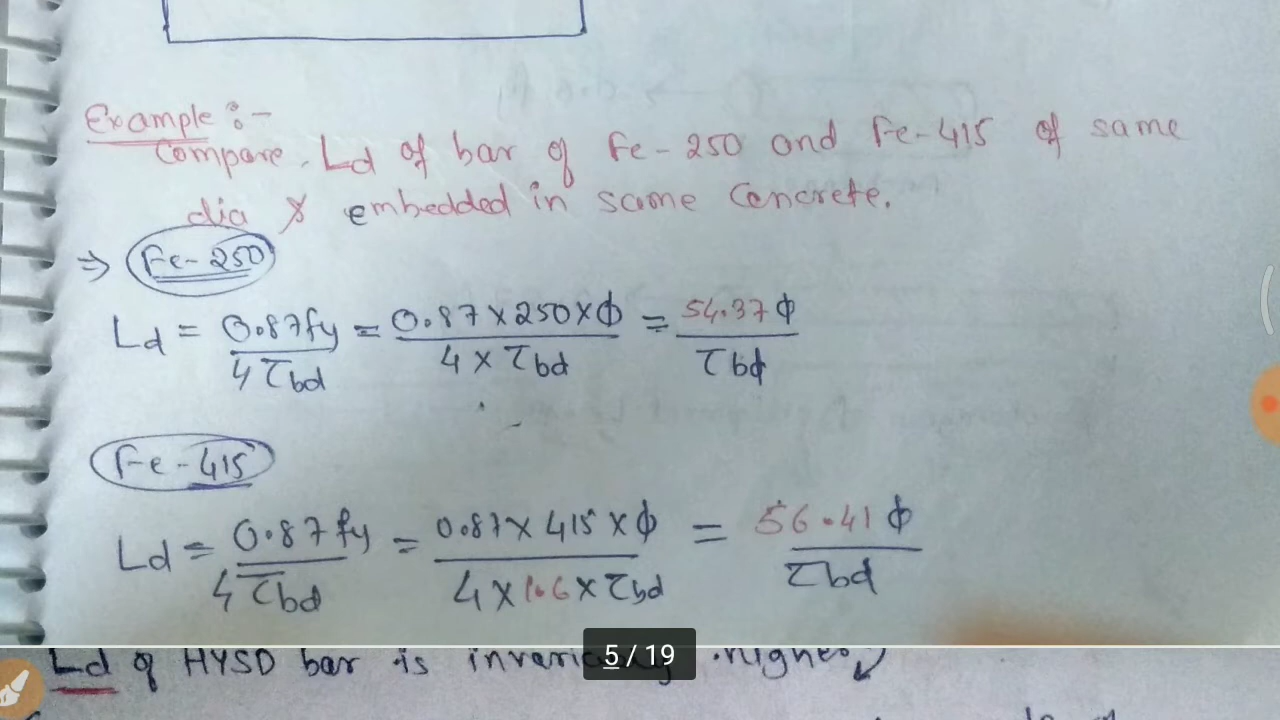 Example :-
Compare Ld of bar of Fe-250 and Fe-415 of same
dia & embedded in same Concrete.
⇒ Fe-250
Ld = 0.87fy / 4τbd = 0.87×250×ϕ / 4×τbd = 54.37ϕ / τbd
Fe-415
Ld = 0.87fy / 4τbd = 0.87×415×ϕ / 4×1.6×τbd = 56.41ϕ / τbd
5 / 19
Ld of HYSD bar is higher